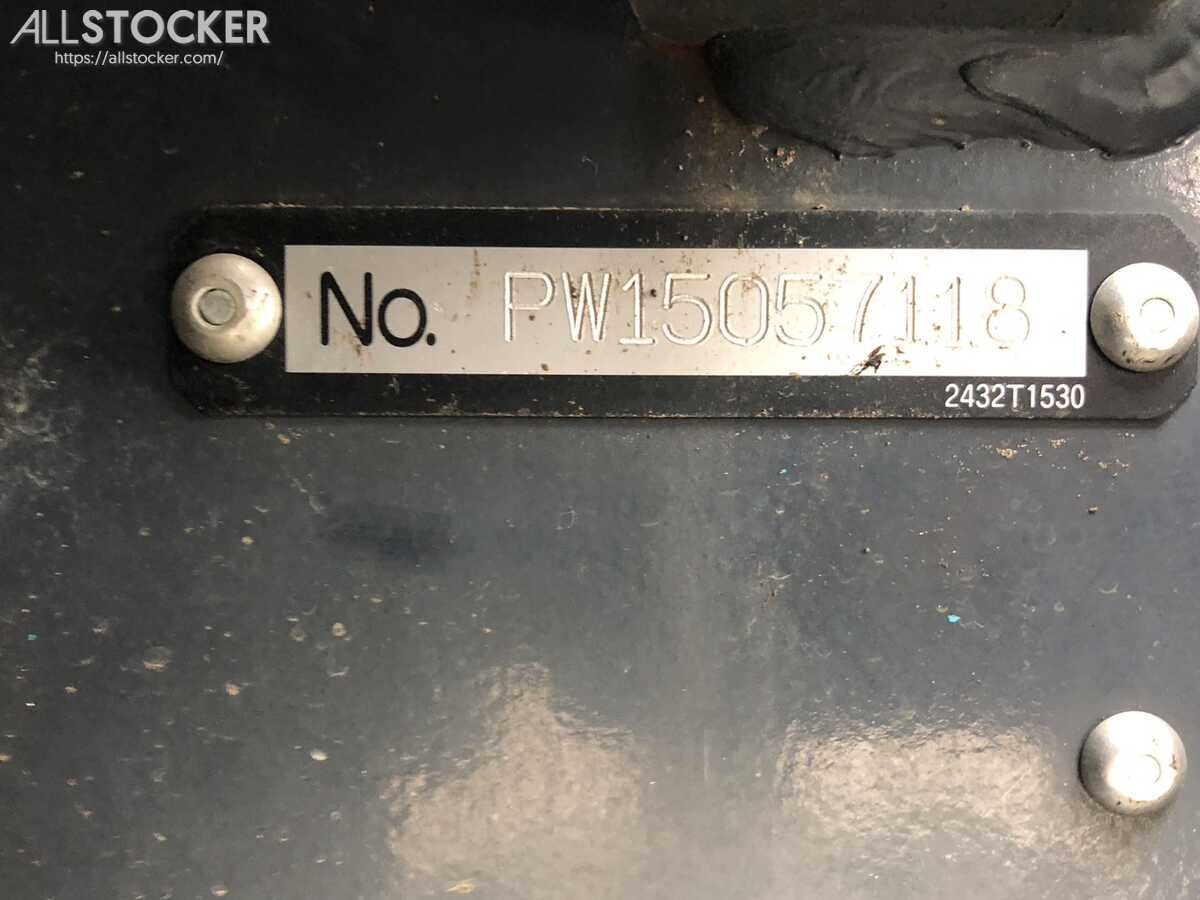 ALLSTOCKER
https://allstocker.com/
No. PW15057118
2432T1530